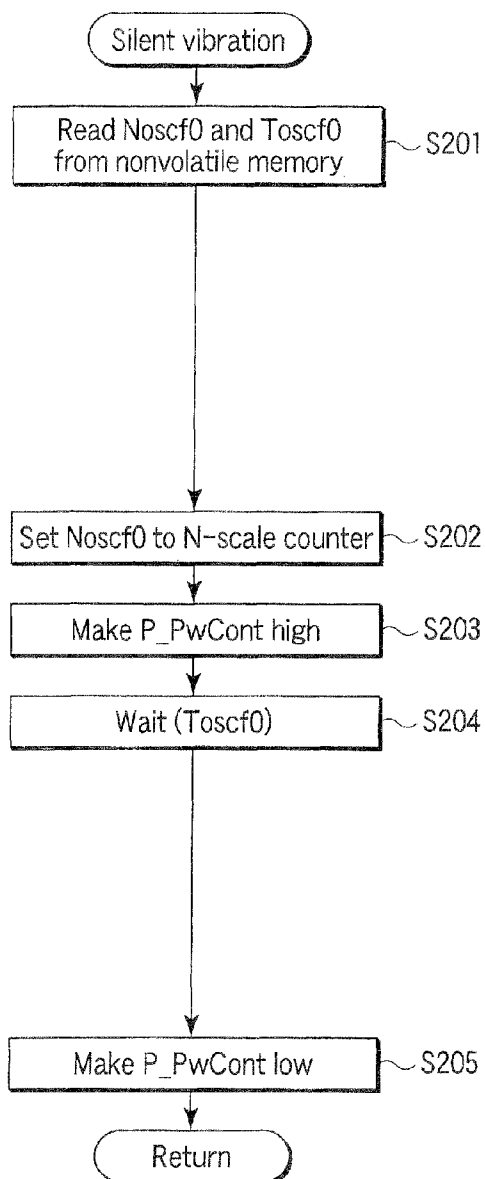 Silent vibration
Read Noscf0 and Toscf0
from nonvolatile memory
S201
Set Noscf0 to N-scale counter
S202
Make P_PwCont high
S203
Wait (Toscf0)
S204
Make P_PwCont low
S205
Return